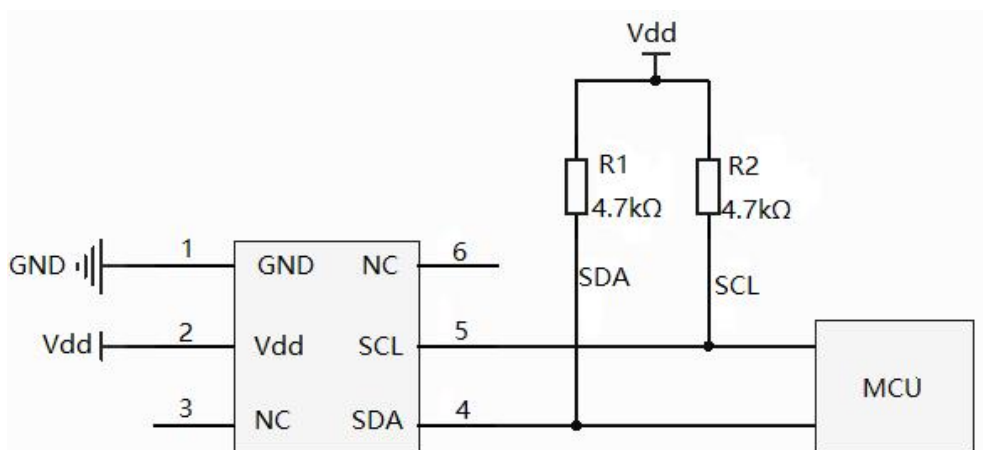 Vdd
R1
4.7kΩ
R2
4.7kΩ
SDA
SCL
GND
1
GND
NC
6
Vdd
2
Vdd
SCL
5
3
NC
SDA
4
MCU